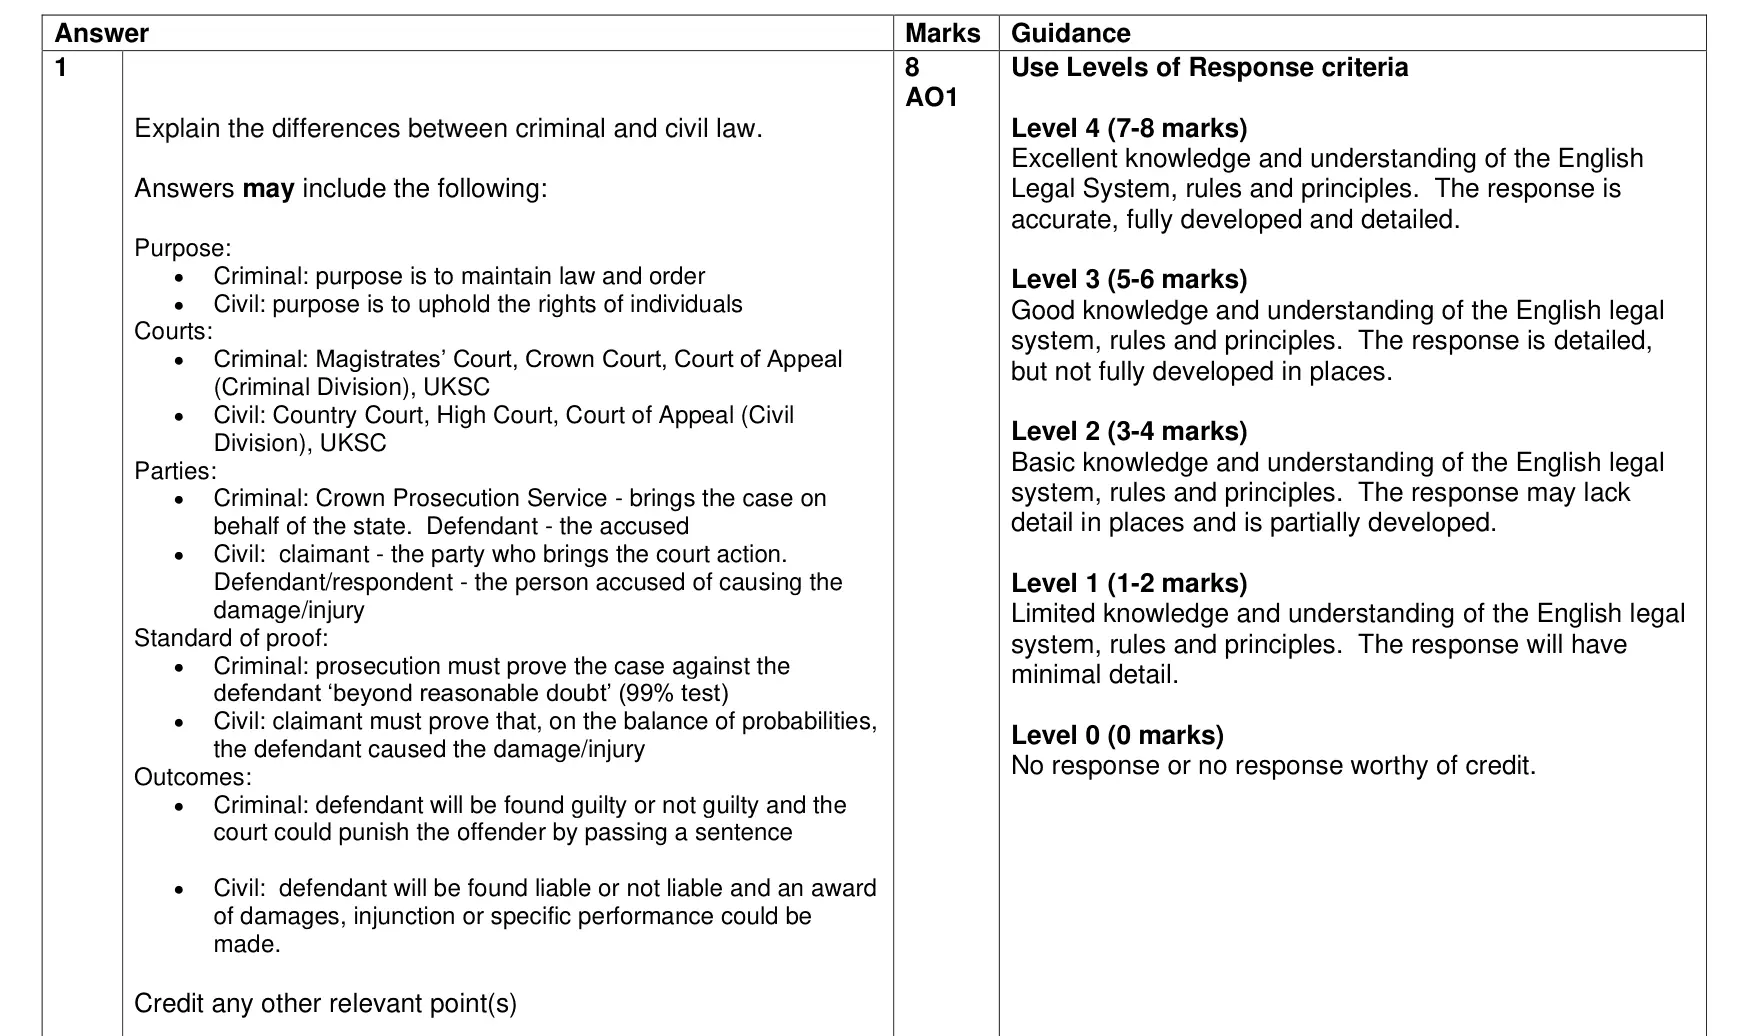 Answer Marks Guidance
1 8 Use Levels of Response criteria
AO1
Explain the differences between criminal and civil law.
Answers may include the following:
Purpose:
• Criminal: purpose is to maintain law and order
• Civil: purpose is to uphold the rights of individuals
Courts:
• Criminal: Magistrates’ Court, Crown Court, Court of Appeal
(Criminal Division), UKSC
• Civil: Country Court, High Court, Court of Appeal (Civil
Division), UKSC
Parties:
• Criminal: Crown Prosecution Service - brings the case on
behalf of the state.  Defendant - the accused
• Civil:  claimant - the party who brings the court action.
Defendant/respondent - the person accused of causing the
damage/injury
Standard of proof:
• Criminal: prosecution must prove the case against the
defendant ‘beyond reasonable doubt’ (99% test)
• Civil: claimant must prove that, on the balance of probabilities,
the defendant caused the damage/injury
Outcomes:
• Criminal: defendant will be found guilty or not guilty and the
court could punish the offender by passing a sentence
• Civil:  defendant will be found liable or not liable and an award
of damages, injunction or specific performance could be
made.
Credit any other relevant point(s)
Level 4 (7-8 marks)
Excellent knowledge and understanding of the English
Legal System, rules and principles.  The response is
accurate, fully developed and detailed.
Level 3 (5-6 marks)
Good knowledge and understanding of the English legal
system, rules and principles.  The response is detailed,
but not fully developed in places.
Level 2 (3-4 marks)
Basic knowledge and understanding of the English legal
system, rules and principles.  The response may lack
detail in places and is partially developed.
Level 1 (1-2 marks)
Limited knowledge and understanding of the English legal
system, rules and principles.  The response will have
minimal detail.
Level 0 (0 marks)
No response or no response worthy of credit.